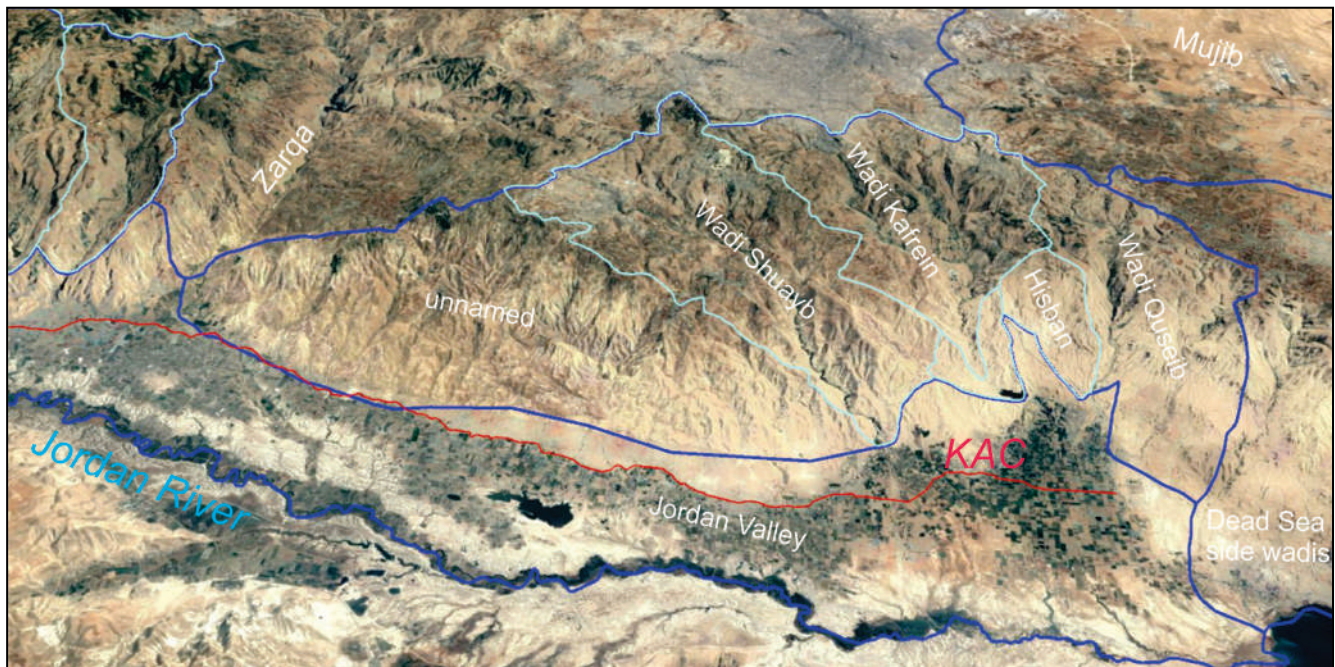 Mujib
Zarqa
Wadi Kafrein
Wadi Shuayb
Wadi Quseib
Hisban
unnamed
KAC
Jordan River
Jordan Valley
Dead Sea
side wadis